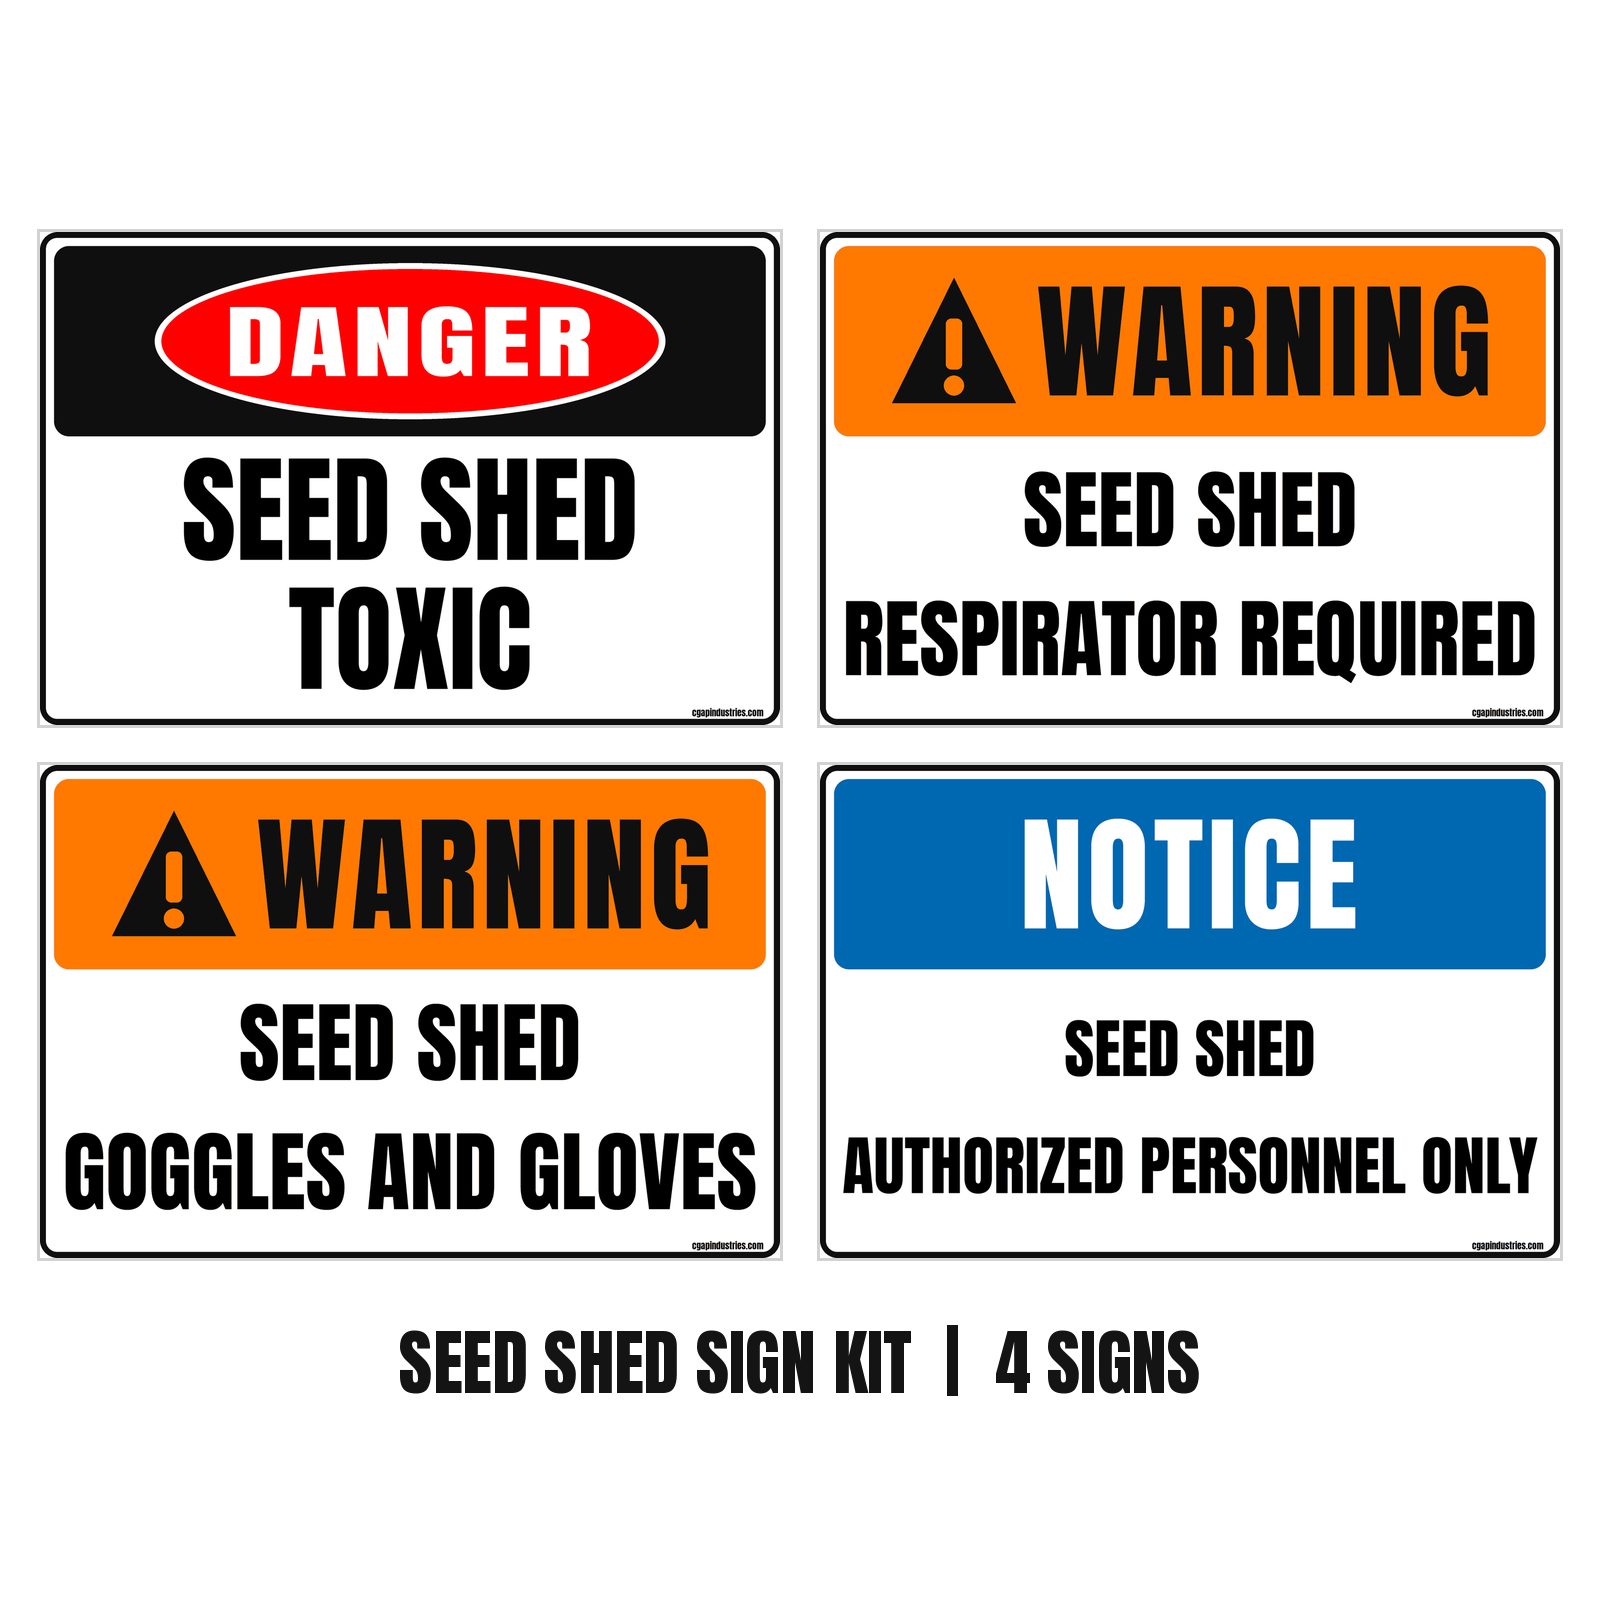 DANGER
SEED SHED
TOXIC
cgapindustries.com
WARNING
SEED SHED
RESPIRATOR REQUIRED
cgapindustries.com
WARNING
SEED SHED
GOGGLES AND GLOVES
cgapindustries.com
NOTICE
SEED SHED
AUTHORIZED PERSONNEL ONLY
cgapindustries.com
SEED SHED SIGN KIT | 4 SIGNS